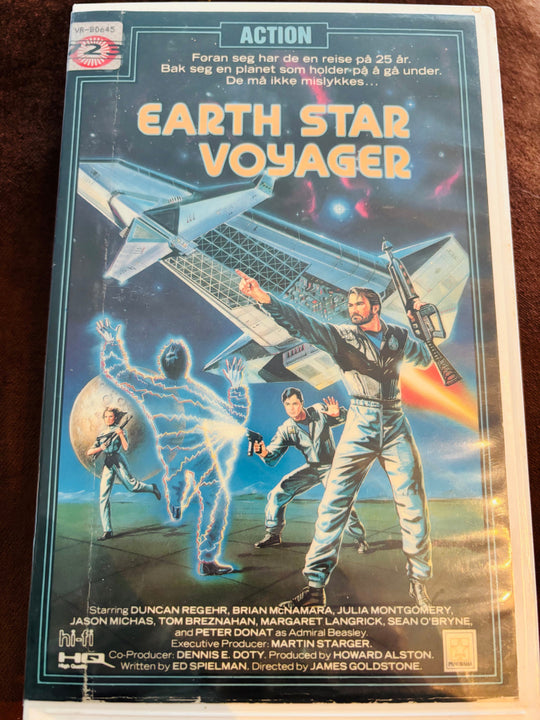 VR-80645
2
ACTION
Foran seg har de en reise på 25 år.
Bak seg en planet som holder på å gå under.
De må ikke mislykkes...
EARTH STAR
VOYAGER
Starring DUNCAN REGEHR, BRIAN McNAMARA, JULIA MONTGOMERY,
JASON MICHAS, TOM BREZNAHAN, MARGARET LANGRICK, SEAN O'BRYNE,
and PETER DONAT as Admiral Beasley.
Executive Producer: MARTIN STARGER.
Co-Producer: DENNIS E. DOTY. Produced by HOWARD ALSTON.
Written by ED SPIELMAN. Directed by JAMES GOLDSTONE.
hi-fi
HQ
High Quality